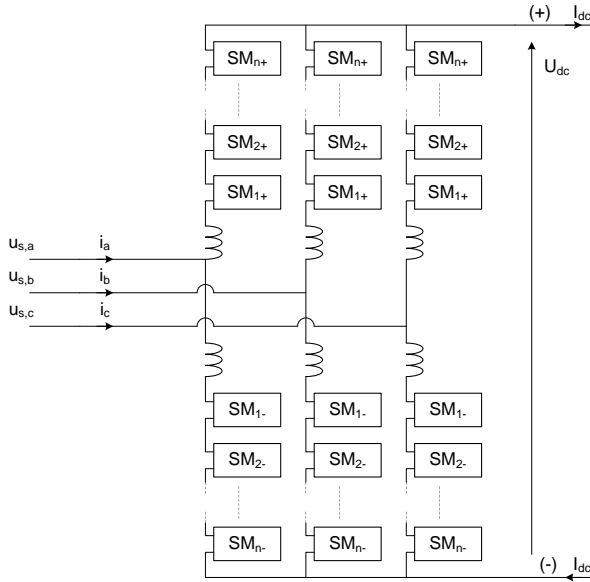 (+) I_dc
SM_n+ SM_n+ SM_n+
U_dc
SM_2+ SM_2+ SM_2+
SM_1+ SM_1+ SM_1+
u_s,a i_a
u_s,b i_b
u_s,c i_c
SM_1- SM_1- SM_1-
SM_2- SM_2- SM_2-
SM_n- SM_n- SM_n-
(-) I_dc